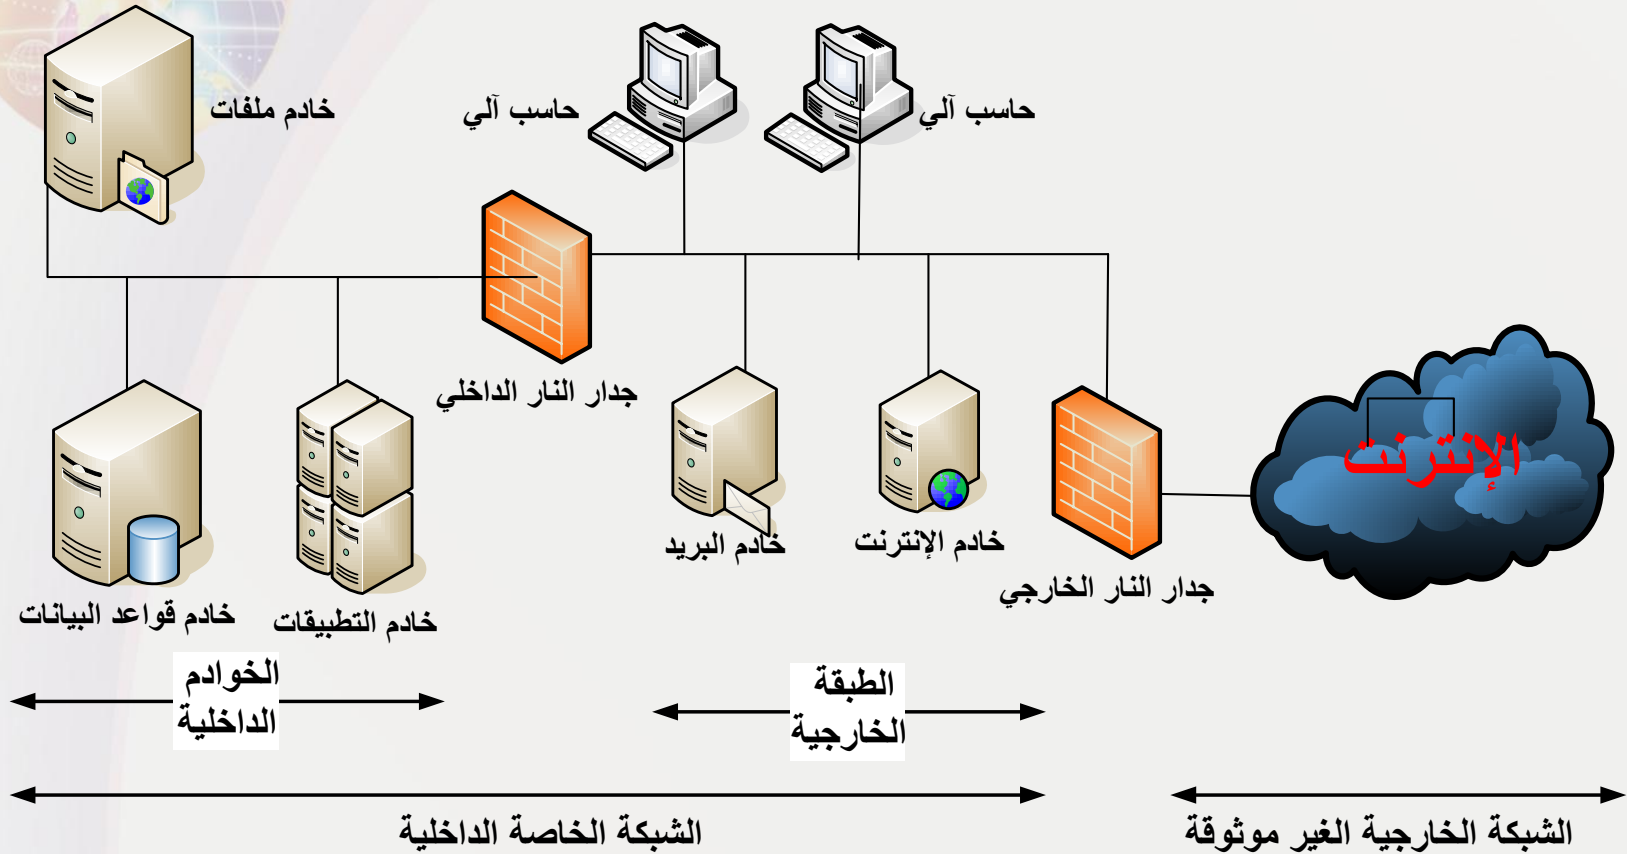 حاسب آلي
حاسب آلي
خادم ملفات
جدار النار الداخلي
الإنترنت
خادم الإنترنت
خادم البريد
جدار النار الخارجي
خادم التطبيقات
خادم قواعد البيانات
الطبقة
الخارجية
الخوادم
الداخلية
الشبكة الخارجية الغير موثوقة
الشبكة الخاصة الداخلية